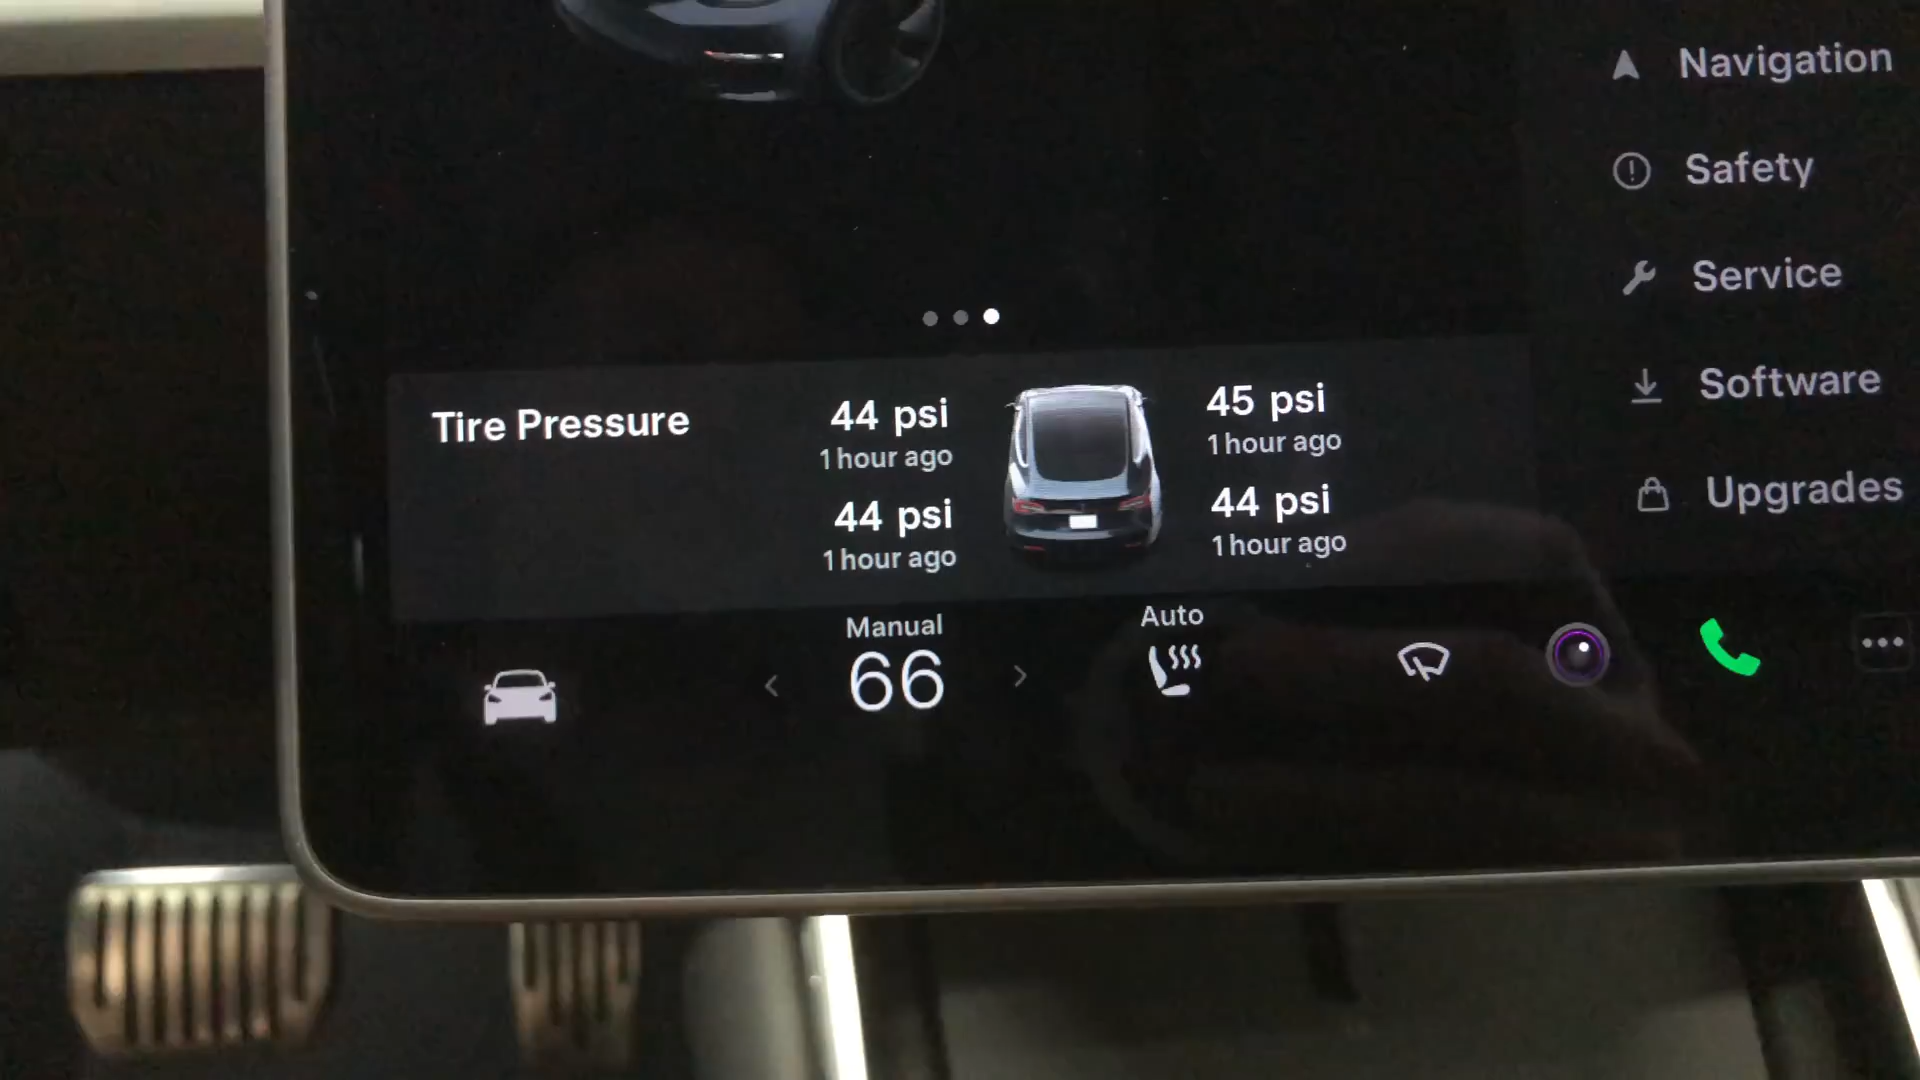 Navigation
Safety
Service
Software
Upgrades
Tire Pressure
44 psi
1 hour ago
45 psi
1 hour ago
44 psi
1 hour ago
44 psi
1 hour ago
Manual
66
Auto